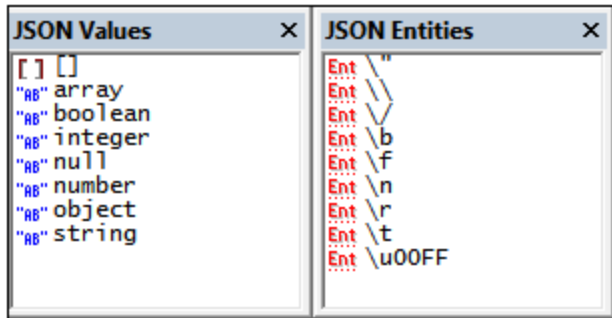 JSON Values ×
[ ] []
"AB" array
"AB" boolean
"AB" integer
"AB" null
"AB" number
"AB" object
"AB" string
JSON Entities ×
Ent \"
Ent \\
Ent \/
Ent \b
Ent \f
Ent \n
Ent \r
Ent \t
Ent \u00FF